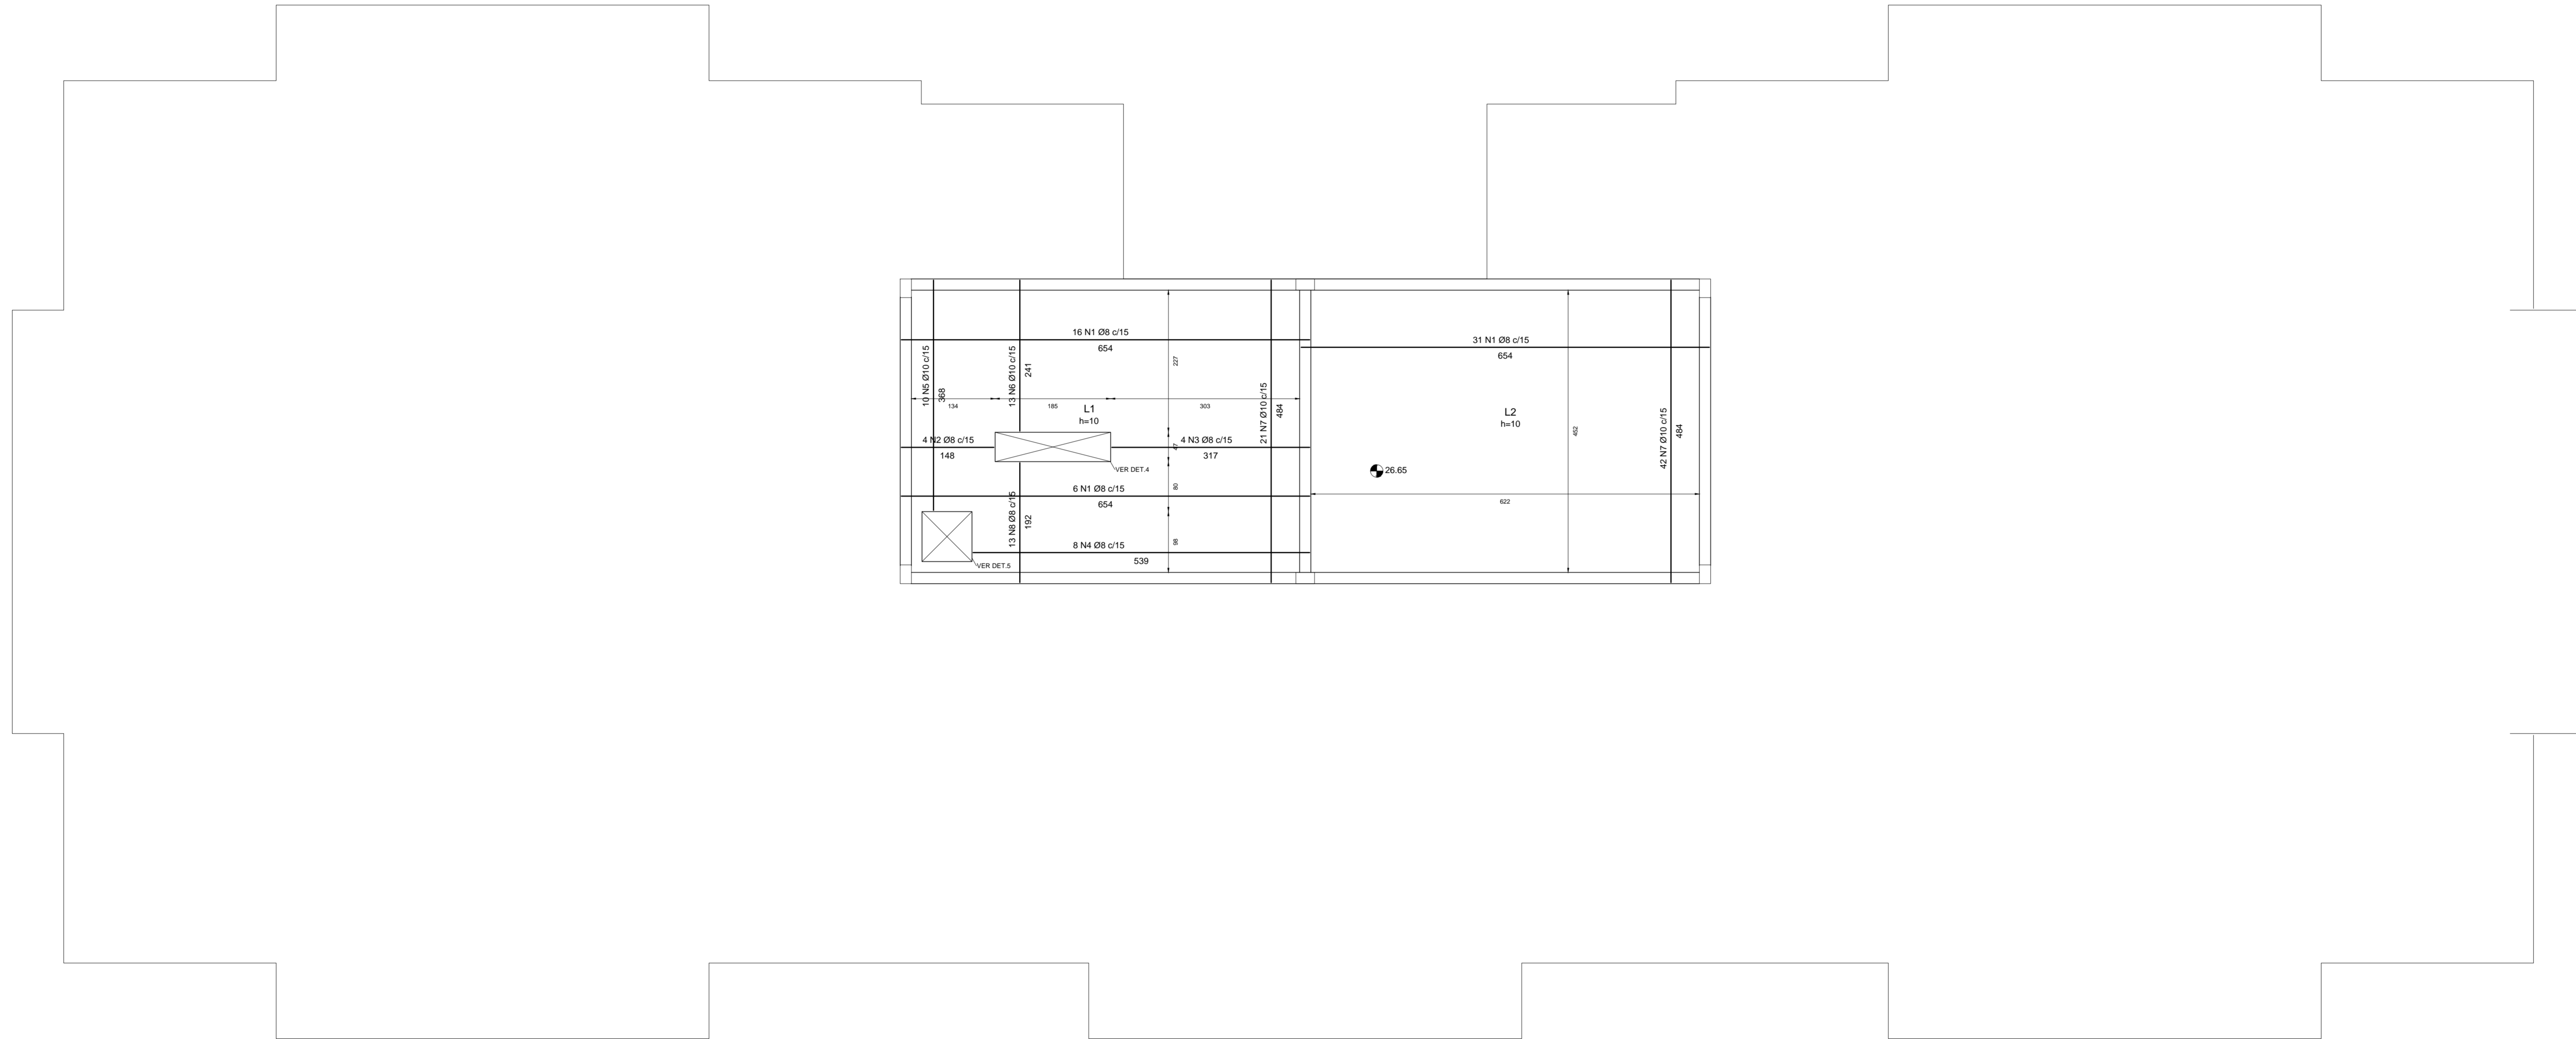 16 N1 Ø8 c/15
654
31 N1 Ø8 c/15
654
10 N5 Ø10 c/15
368
13 N6 Ø10 c/15
241
227
134
185
303
L1
h=10
21 N7 Ø10 c/15
484
L2
h=10
452
42 N7 Ø10 c/15
484
4 N2 Ø8 c/15
148
4 N3 Ø8 c/15
317
47
VER DET.4
26.65
6 N1 Ø8 c/15
654
80
622
13 N8 Ø8 c/15
192
8 N4 Ø8 c/15
539
98
VER DET.5